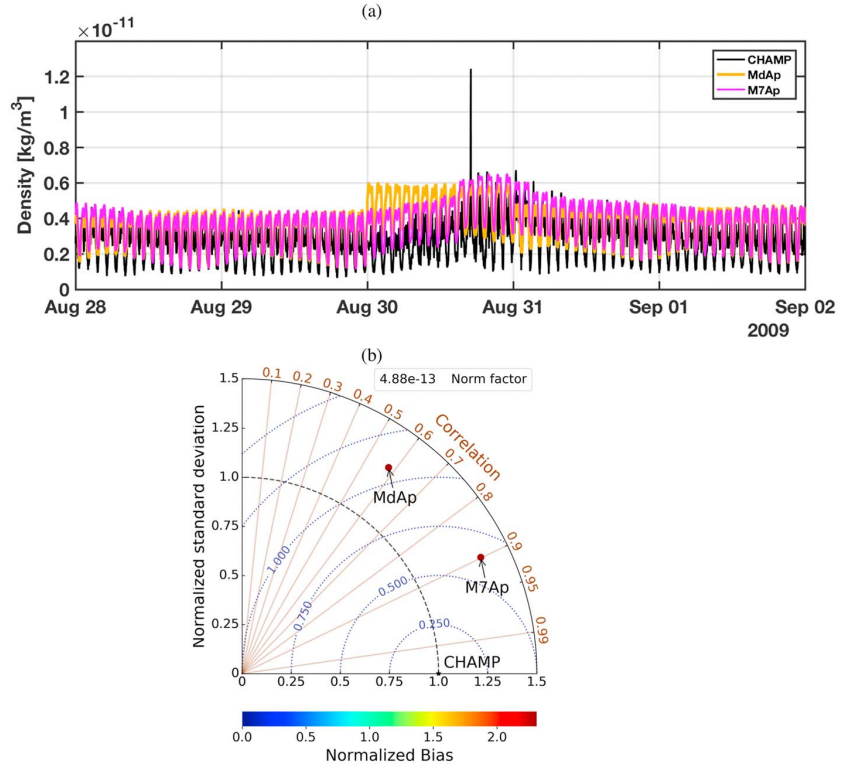 (a)
×10⁻¹¹
Density [kg/m³]
1.2
1
0.8
0.6
0.4
0.2
0
CHAMP
MdAp
M7Ap
Aug 28
Aug 29
Aug 30
Aug 31
Sep 01
Sep 02
2009
(b)
4.88e-13 Norm factor
Normalized standard deviation
1.5
1.0
0.75
0.5
0.25
0
0.1
0.2
0.3
0.4
0.5
0.6
0.7
0.8
0.9
0.95
0.99
Correlation
MdAp
M7Ap
CHAMP
1.000
0.750
0.500
0.250
0 0.25 0.5 0.75 1.0 1.25 1.5
0.0 0.5 1.0 1.5 2.0
Normalized Bias